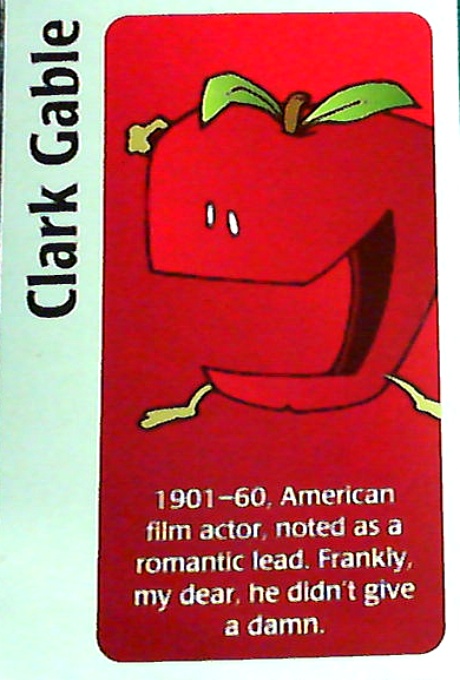 Clark Gable
1901–60, American
film actor, noted as a
romantic lead. Frankly,
my dear, he didn't give
a damn.